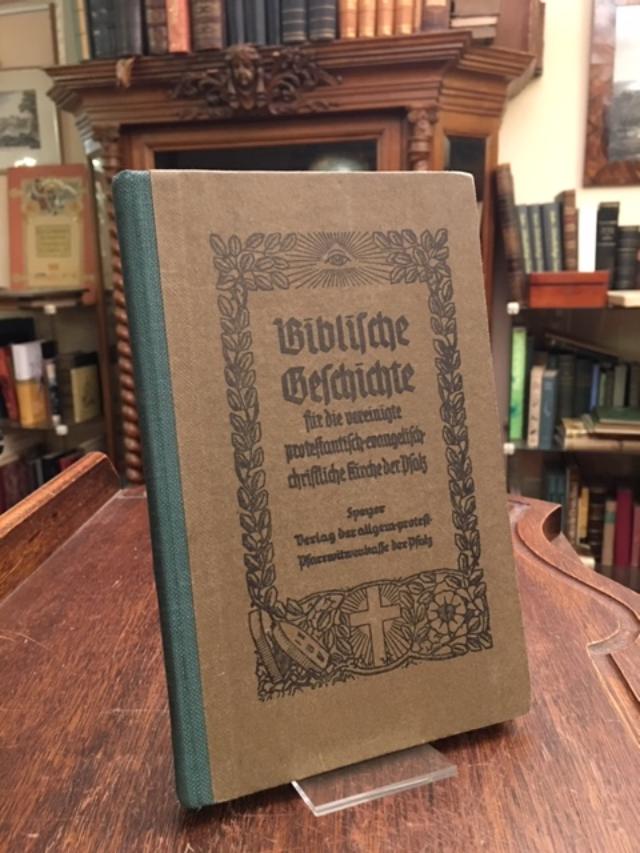 Biblische
Geschichte
für die vereinigte
protestantisch-evangelisch-
christliche Kirche der Pfalz
Speyer
Verlag der allgem. protest.
Pfarrwitwenkasse der Pfalz